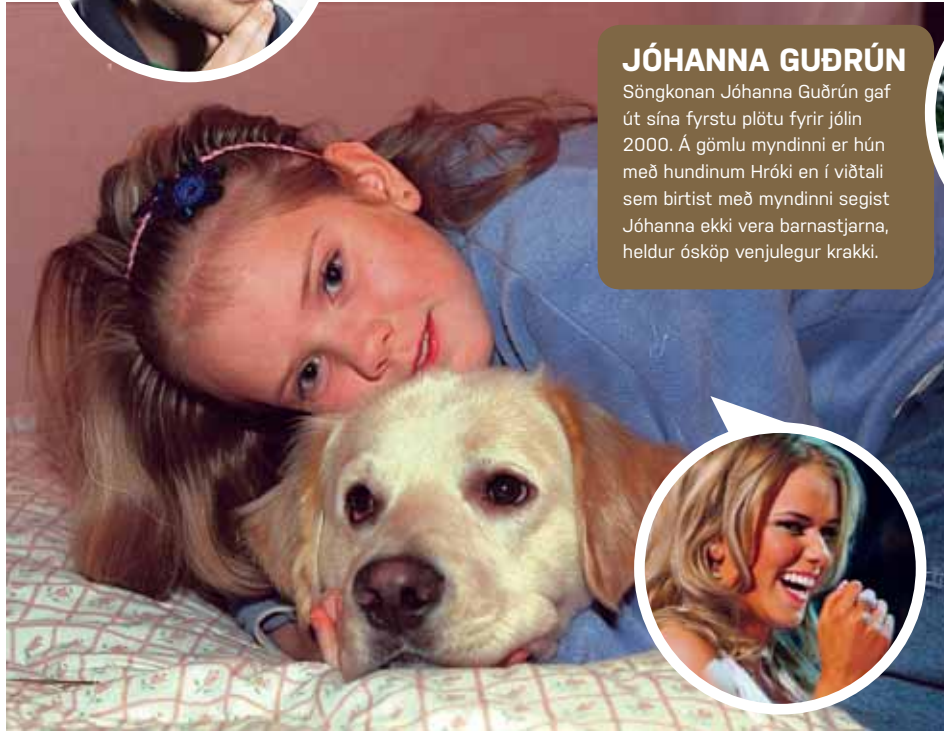 JÓHANNA GUÐRÚN
Söngkonan Jóhanna Guðrún gaf
út sína fyrstu plötu fyrir jólin
2000. Á gömlu myndinni er hún
með hundinum Hróki en í viðtali
sem birtist með myndinni segist
Jóhanna ekki vera barnastjarna,
heldur ósköp venjulegur krakki.